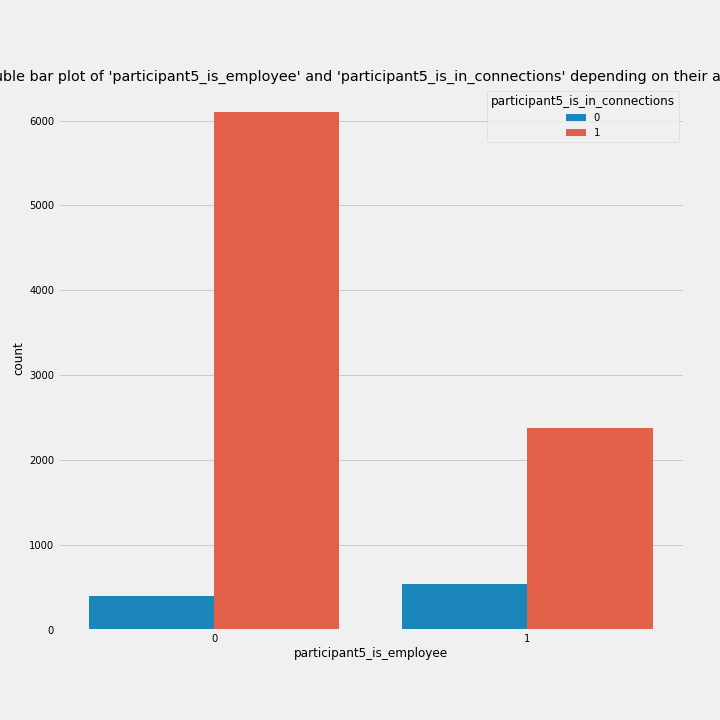 uble bar plot of 'participant5_is_employee' and 'participant5_is_in_connections' depending on their a
participant5_is_in_connections
0
1
6000
5000
4000
3000
2000
1000
0
count
0 1
participant5_is_employee